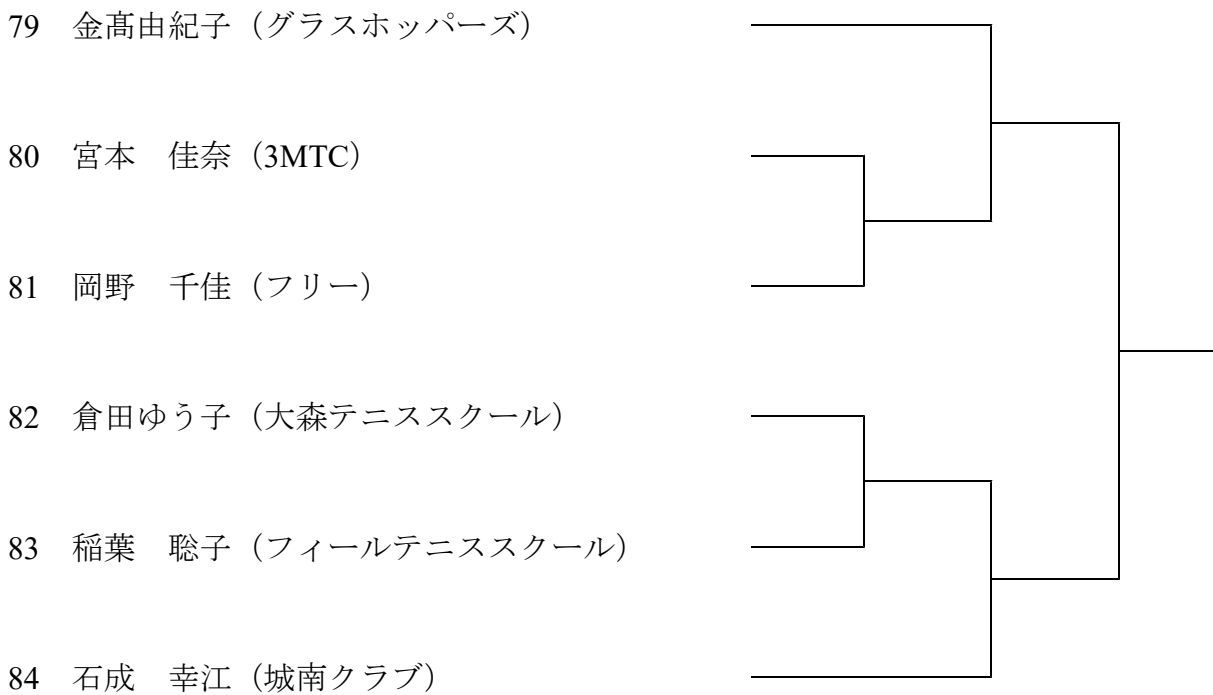 79 金髙由紀子（グラスホッパーズ）
80 宮本　佳奈（3MTC）
81 岡野　千佳（フリー）
82 倉田ゆう子（大森テニススクール）
83 稲葉　聡子（フィールテニススクール）
84 石成　幸江（城南クラブ）